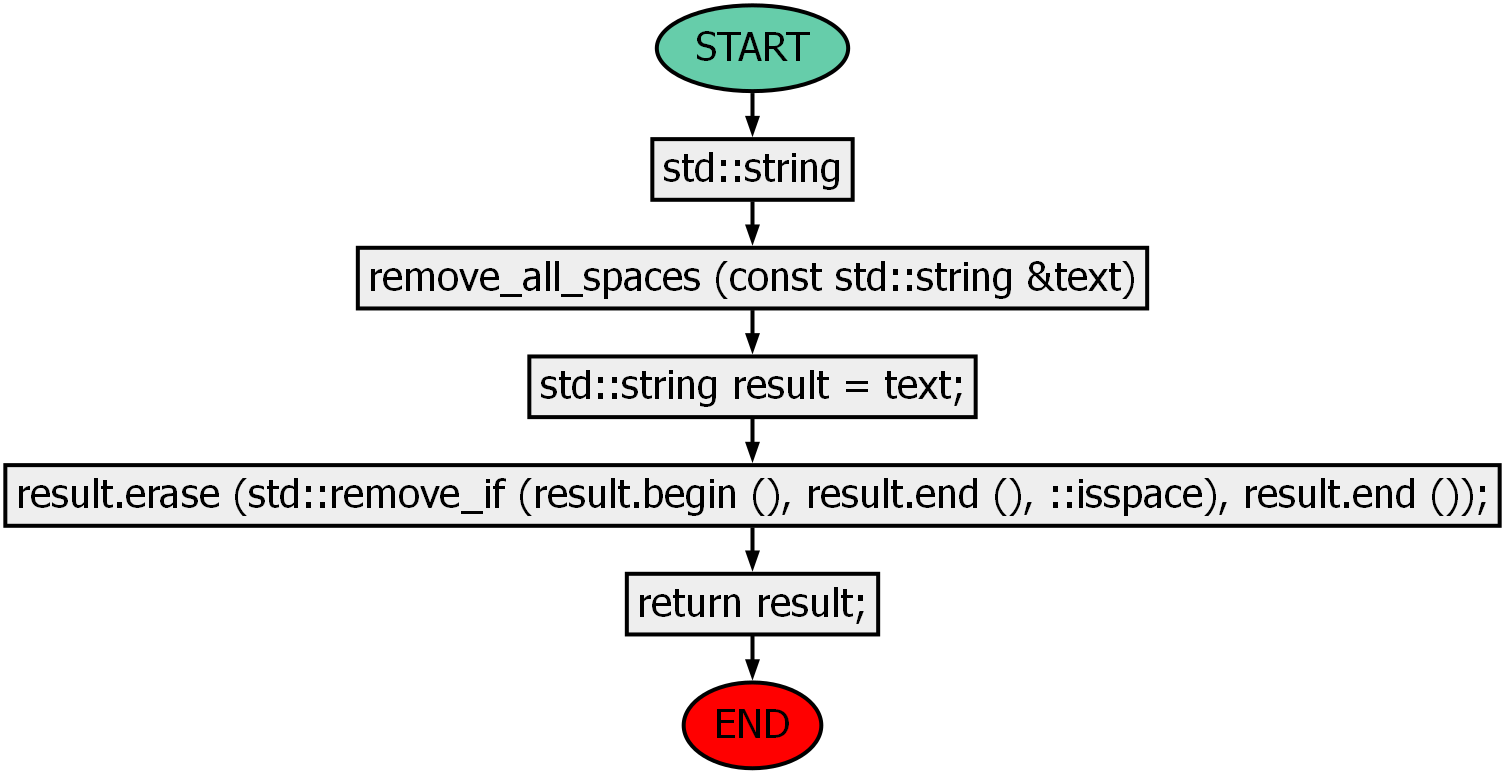 START
std::string
remove_all_spaces (const std::string &text)
std::string result = text;
result.erase (std::remove_if (result.begin (), result.end (), ::isspace), result.end ());
return result;
END